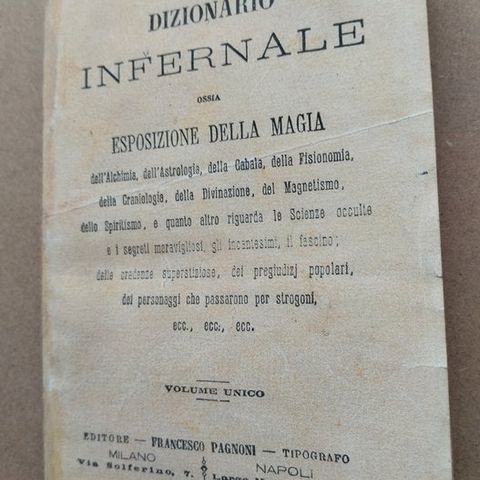 DIZIONARIO
INFERNALE
OSSIA
ESPOSIZIONE DELLA MAGIA
dell'Alchimia, dell'Astrologia, della Cabala, della Fisionomia,
della Craniologia, della Divinazione, del Magnetismo,
dello Spiritismo, e quanto altro riguarda le Scienze occulte
e i segreti moravigliosi, gli incantesimi, il fascino;
delle credenze superstiziose, dei pregiudizj popolari,
dei personaggi che passarono per strogoni,
ecc., ecc., ecc.
VOLUME UNICO
EDITORE — FRANCESCO PAGNONI — TIPOGRAFO
MILANO NAPOLI
Via Solferino, 7. Largo